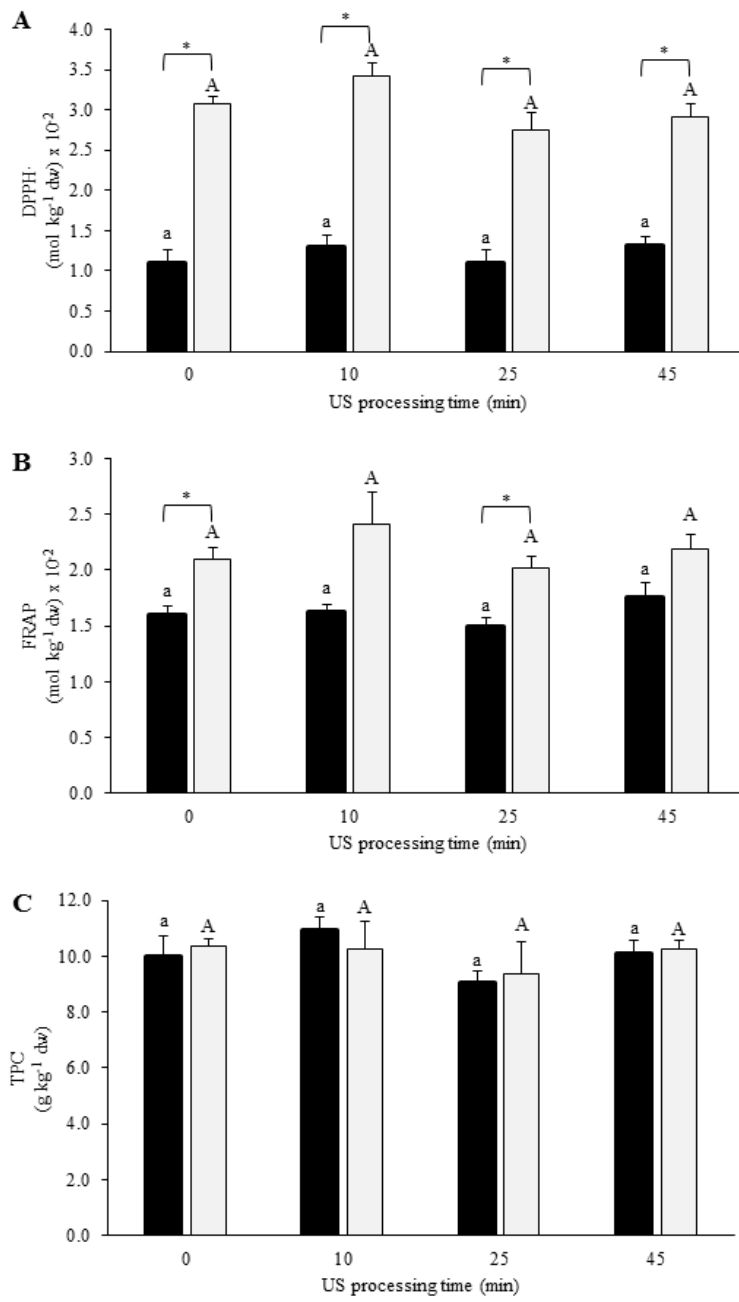 A
DPPH·
(mol kg⁻¹ dw) x 10⁻²
4.0
3.5
3.0
2.5
2.0
1.5
1.0
0.5
0.0
* * * *
A A A A
a a a a
0 10 25 45
US processing time (min)
B
FRAP
(mol kg⁻¹ dw) x 10⁻²
3.0
2.5
2.0
1.5
1.0
0.5
0.0
* *
A A A A
a a a a
0 10 25 45
US processing time (min)
C
TPC
(g kg⁻¹ dw)
12.0
10.0
8.0
6.0
4.0
2.0
0.0
a A a A a A a A
0 10 25 45
US processing time (min)